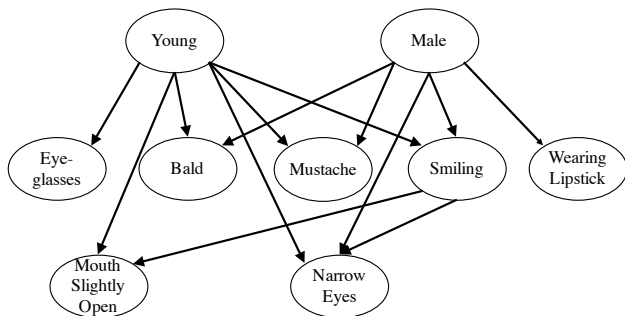 Young
Male
Eye-
glasses
Bald
Mustache
Smiling
Wearing
Lipstick
Mouth
Slightly
Open
Narrow
Eyes